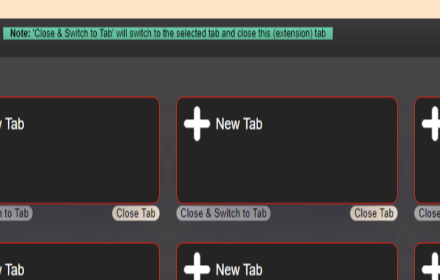 Note: 'Close & Switch to Tab' will switch to the selected tab and close this (extension) tab
Tab
New Tab
to Tab
Close Tab
Close & Switch to Tab
Close Tab
Close
Tab
New Tab